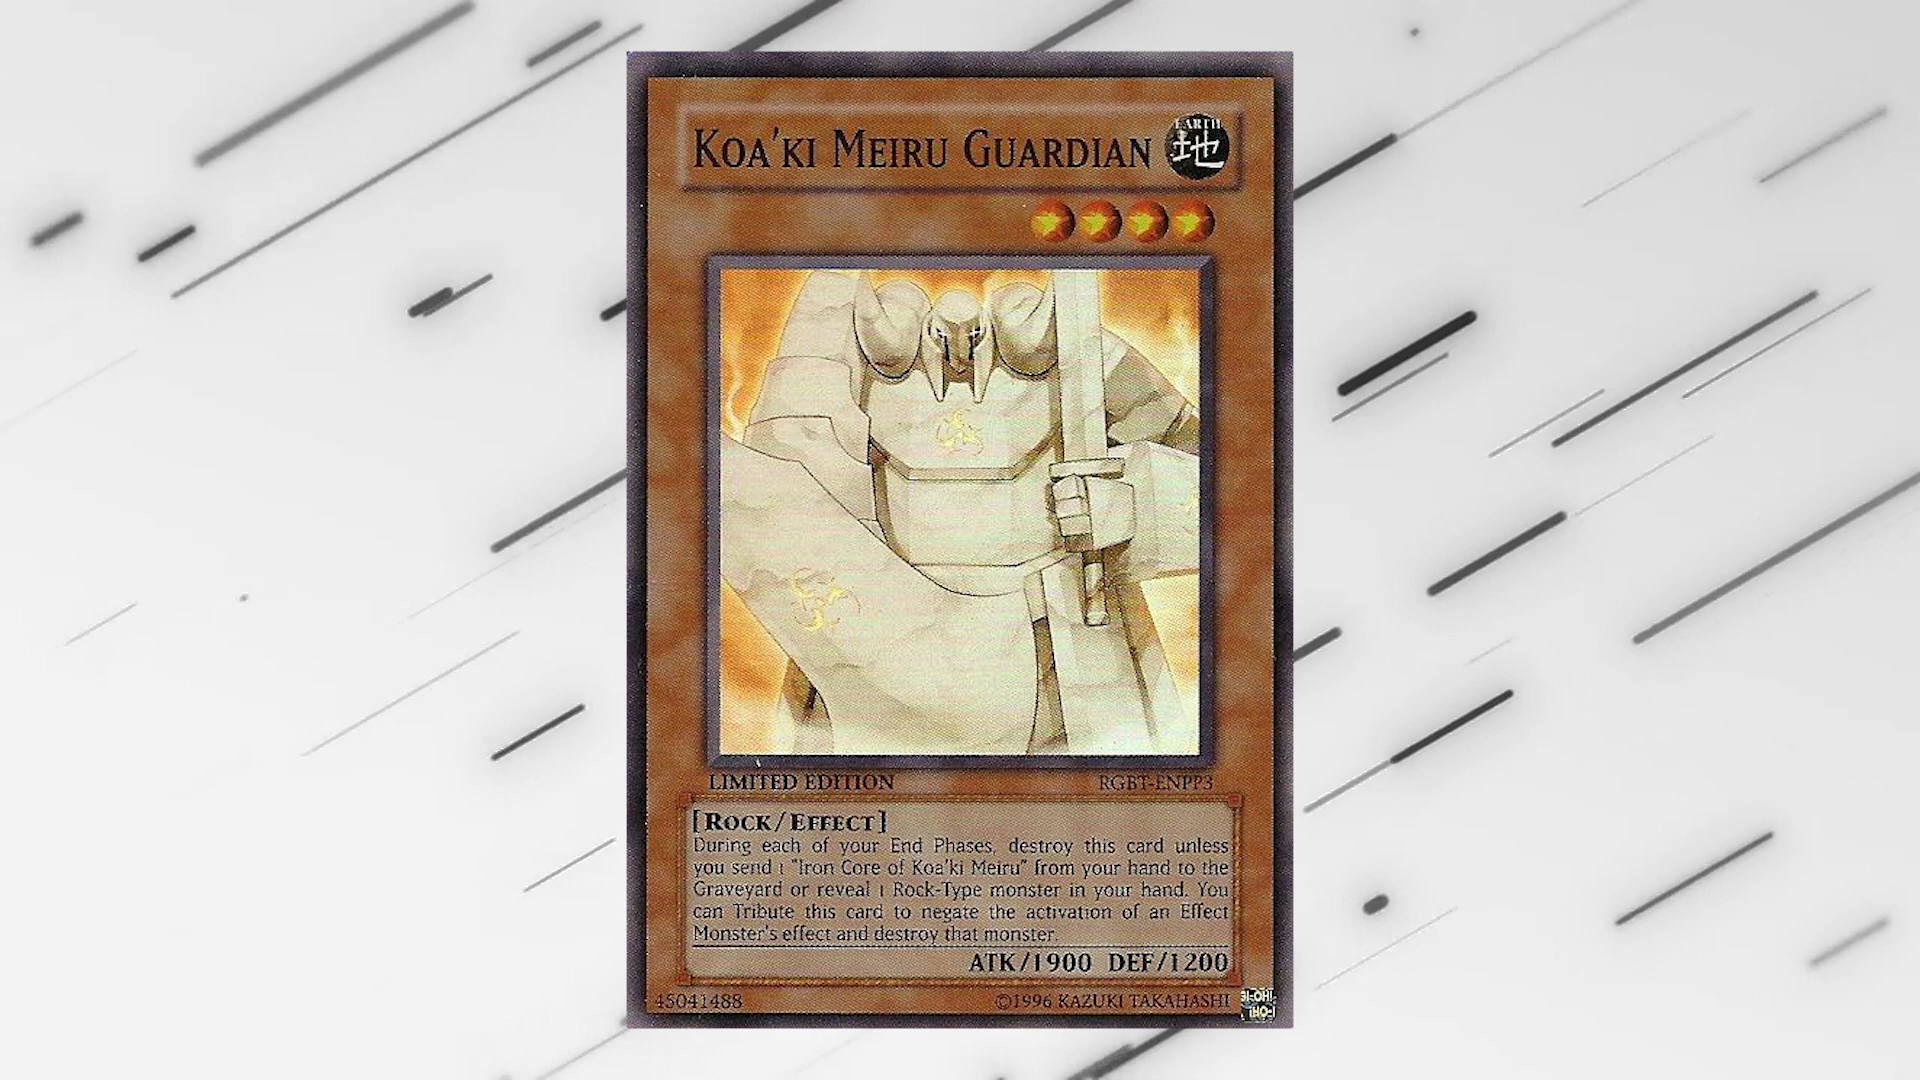 KOA'KI MEIRU GUARDIAN
EARTH
地
LIMITED EDITION
RGBT-ENPP3
[ROCK/EFFECT]
During each of your End Phases, destroy this card unless
you send 1 "Iron Core of Koa'ki Meiru" from your hand to the
Graveyard or reveal 1 Rock-Type monster in your hand. You
can Tribute this card to negate the activation of an Effect
Monster's effect and destroy that monster.
ATK/1900 DEF/1200
45041488
©1996 KAZUKI TAKAHASHI